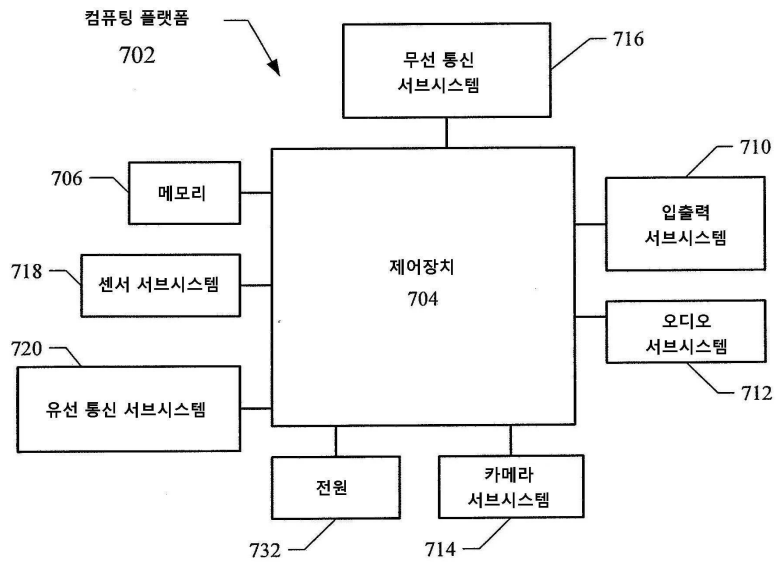 컴퓨팅 플랫폼
702
무선 통신
서브시스템
716
706
메모리
710
입출력
서브시스템
718
센서 서브시스템
제어장치
704
오디오
서브시스템
712
720
유선 통신 서브시스템
전원
732
카메라
서브시스템
714